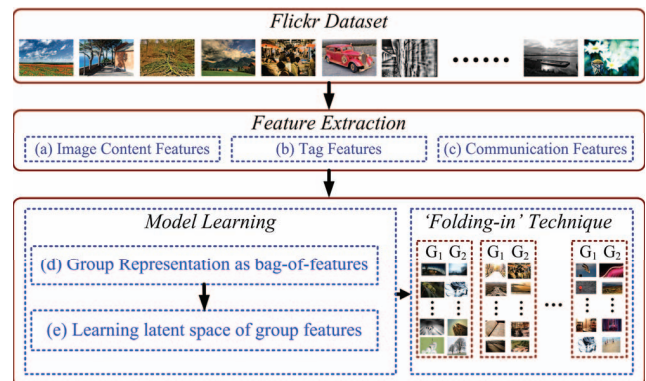 Flickr Dataset
Feature Extraction
(a) Image Content Features
(b) Tag Features
(c) Communication Features
Model Learning
(d) Group Representation as bag-of-features
(e) Learning latent space of group features
'Folding-in' Technique
G₁ G₂
G₁ G₂
G₁ G₂